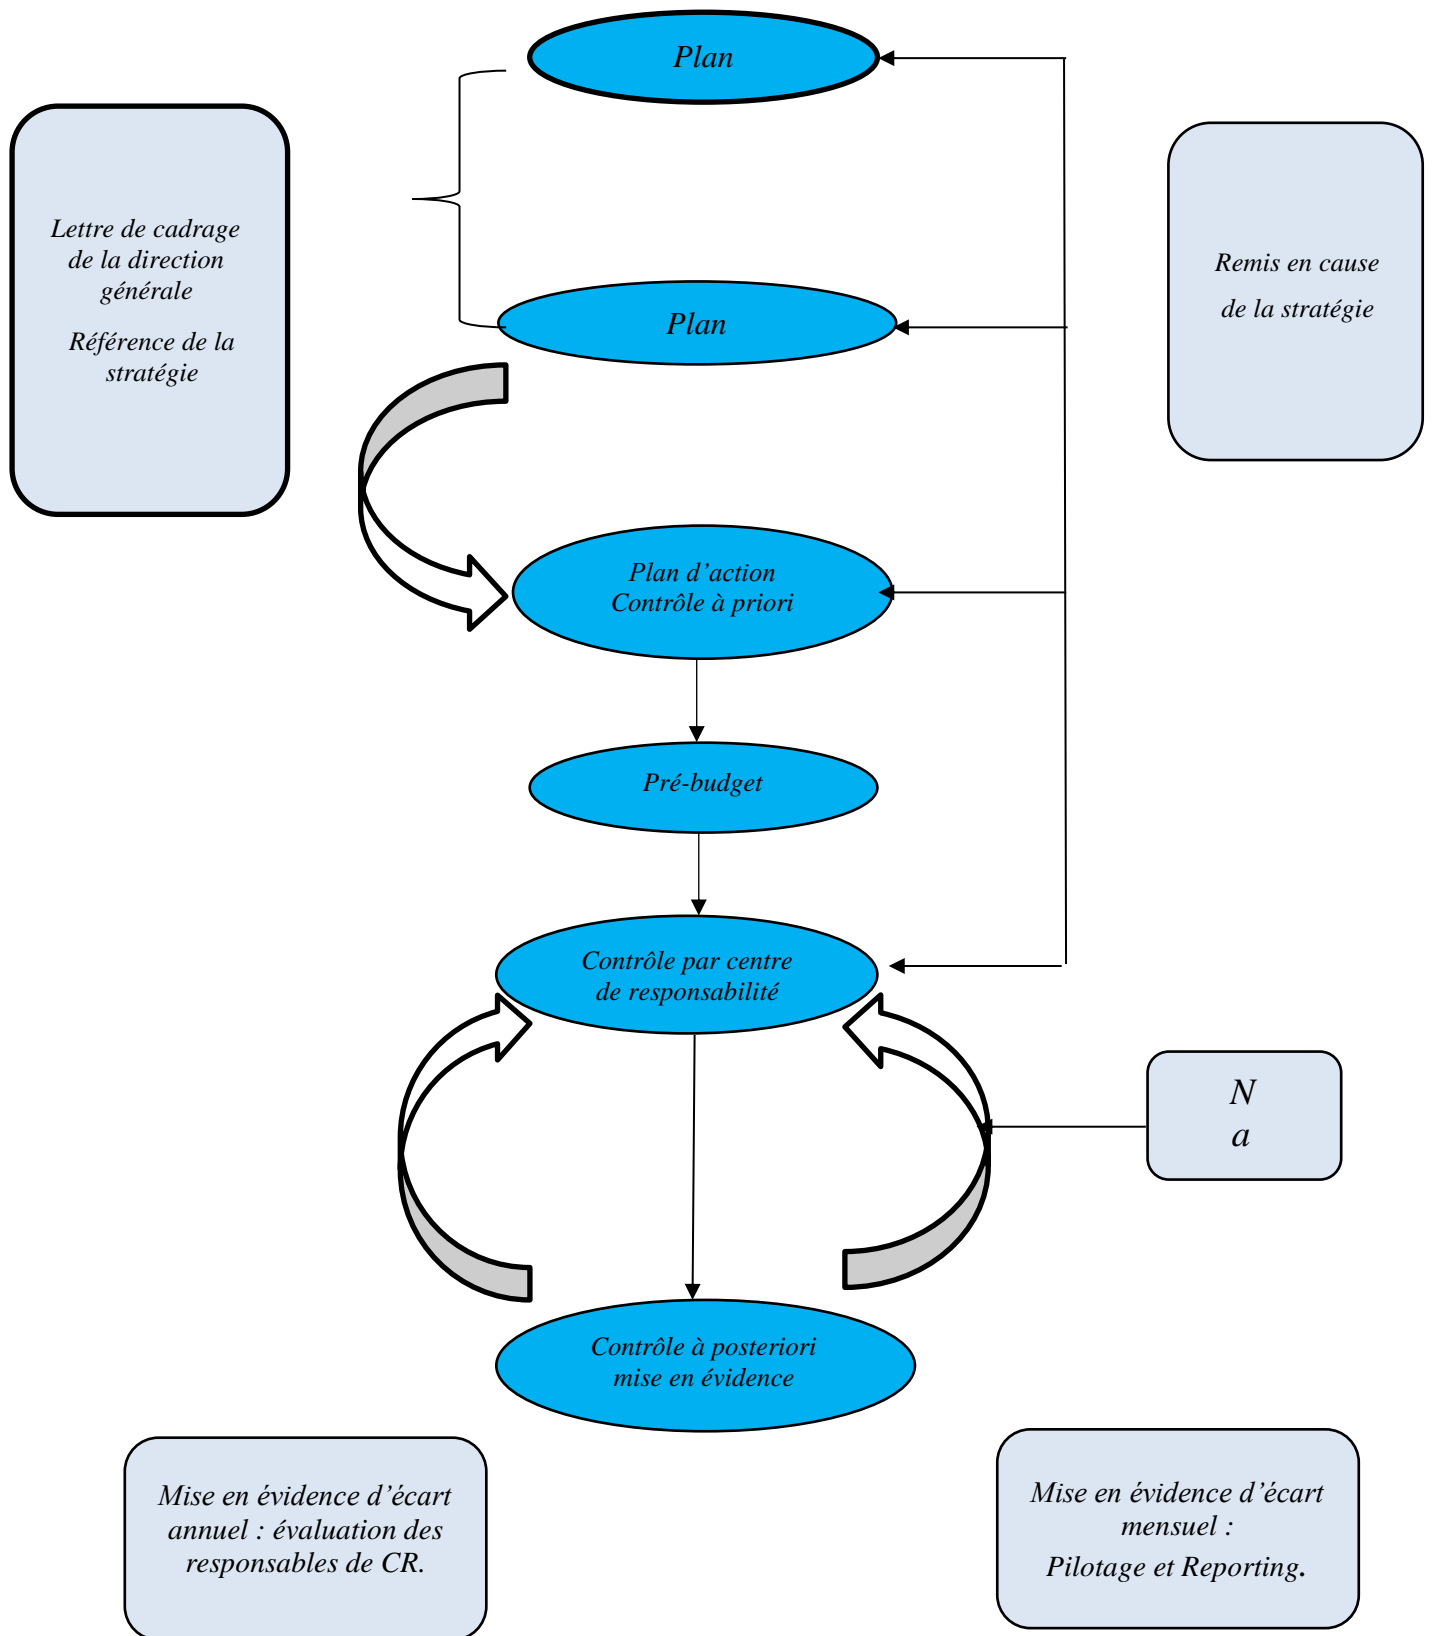 Plan
Lettre de cadrage
de la direction
générale
Référence de la
stratégie
Remis en cause
de la stratégie
Plan
Plan d’action
Contrôle à priori
Pré-budget
Contrôle par centre
de responsabilité
N
a
Contrôle à posteriori
mise en évidence
Mise en évidence d’écart
annuel : évaluation des
responsables de CR.
Mise en évidence d’écart
mensuel :
Pilotage et Reporting.